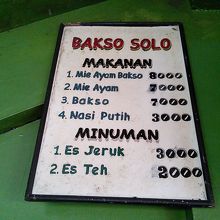 BAKSO SOLO
MAKANAN
1. Mie Ayam Bakso 8000
2. Mie Ayam 7000
3. Bakso 7000
4. Nasi Putih 3000
MINUMAN
1. Es Jeruk 3000
2. Es Teh 2000